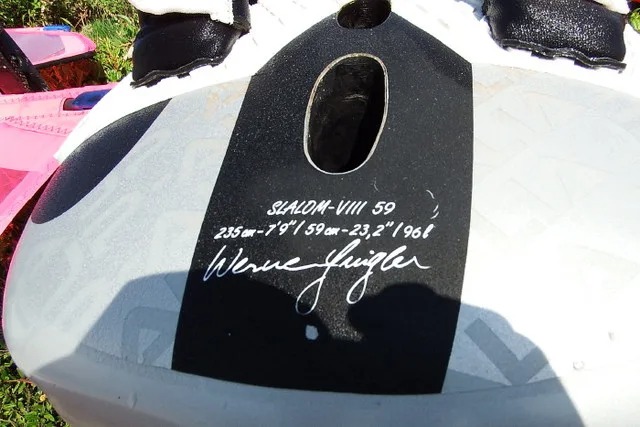 SLALOM-VIII 59
235cm-7'9"/59cm-23,2"/96ℓ
Werner Gnigler